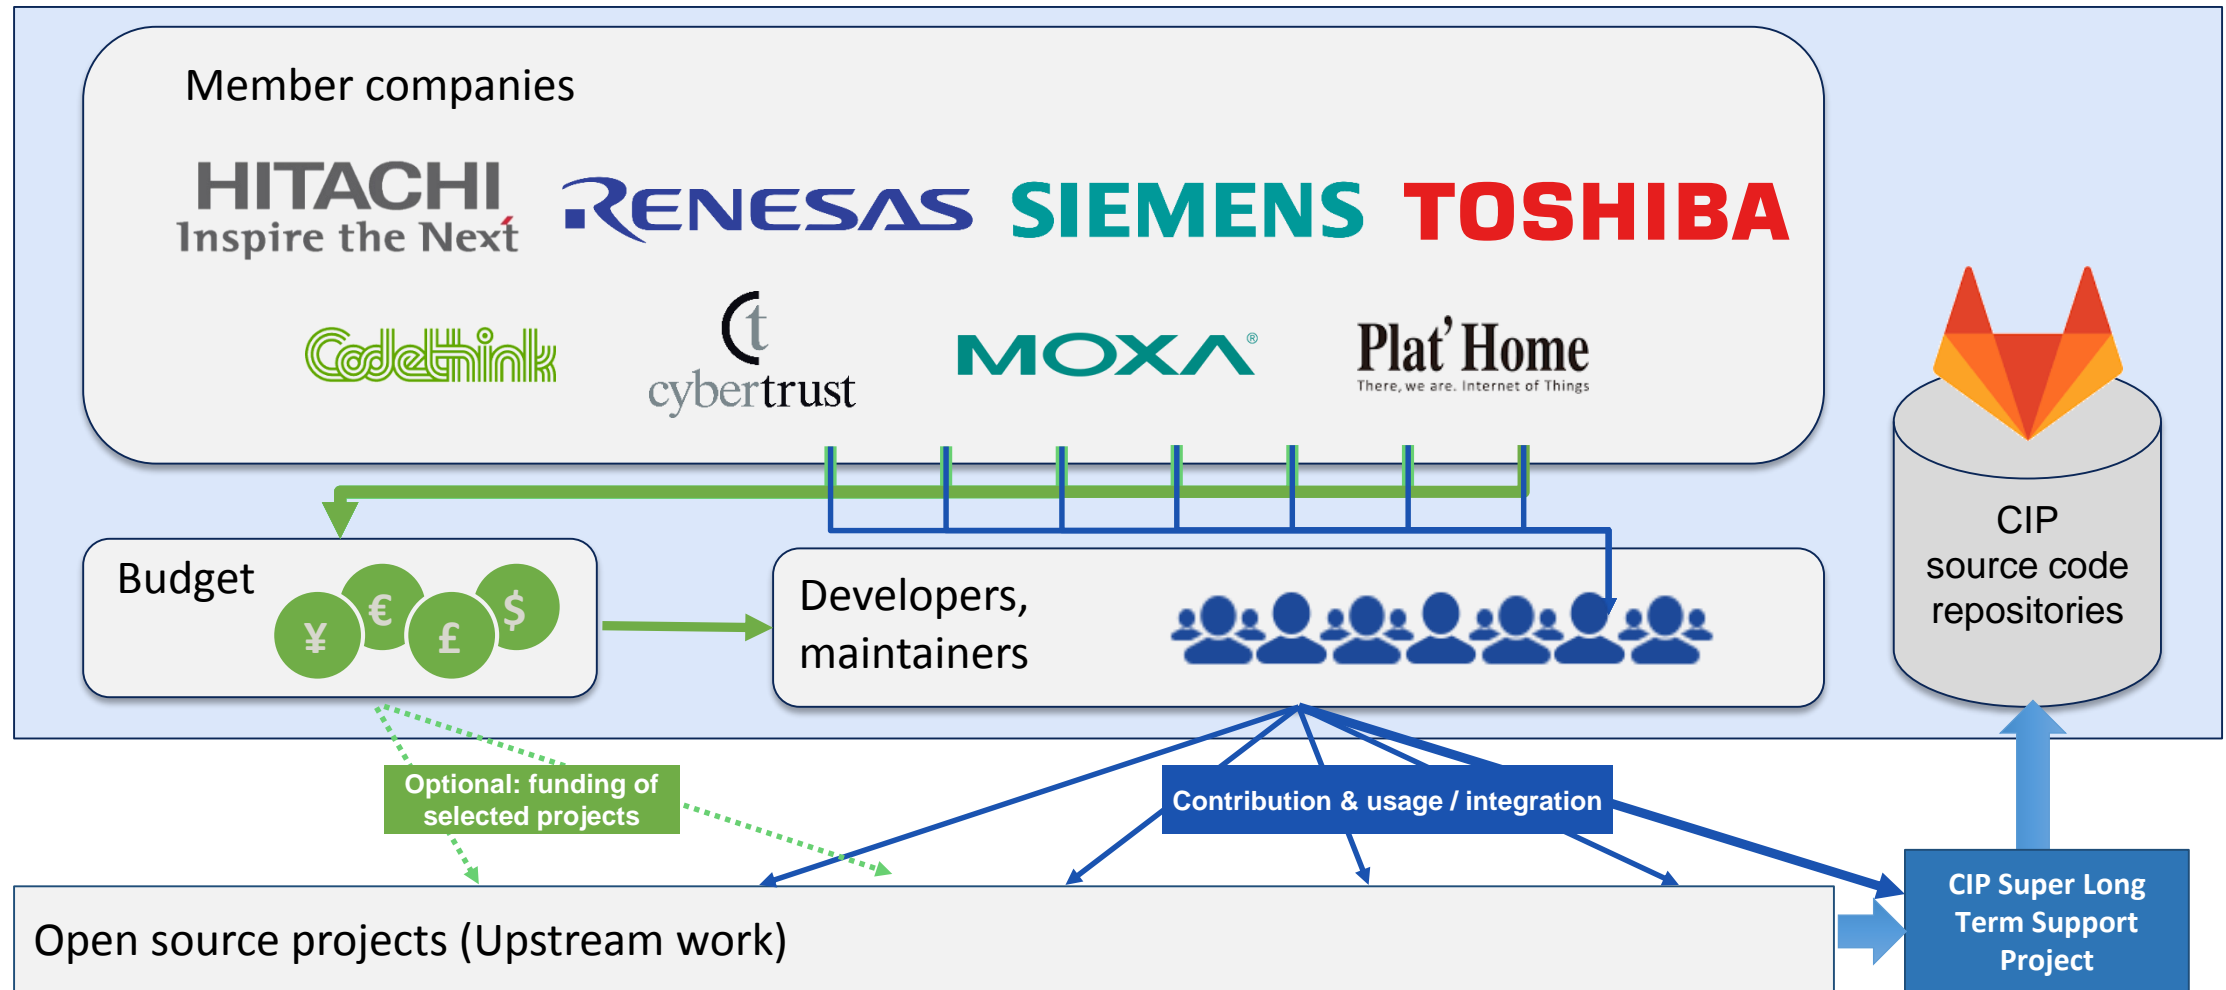 Member companies
HITACHI
Inspire the Next
RENESAS
SIEMENS
TOSHIBA
Codethink
Ct
cybertrust
MOXA®
Plat'Home
There, we are. Internet of Things
CIP
source code
repositories
Budget
¥ € £ $
Developers,
maintainers
Optional: funding of
selected projects
Contribution & usage / integration
CIP Super Long
Term Support
Project
Open source projects (Upstream work)